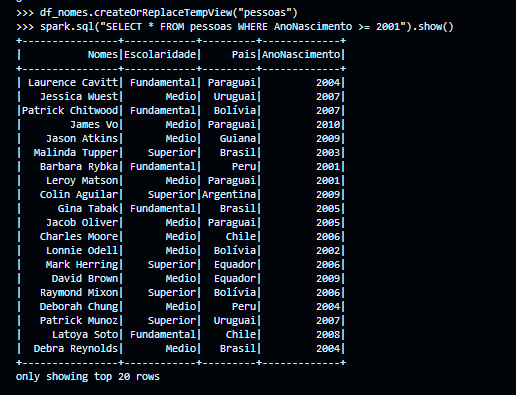 >>> df_nomes.createOrReplaceTempView("pessoas")
>>> spark.sql("SELECT * FROM pessoas WHERE AnoNascimento >= 2001").show()
+----------------+------------+---------+-------------+
|           Nomes|Escolaridade|     Pais|AnoNascimento|
+----------------+------------+---------+-------------+
| Laurence Cavitt| Fundamental| Paraguai|         2004|
|   Jessica Wuest|       Medio|  Uruguai|         2007|
|Patrick Chitwood| Fundamental|  Bolívia|         2007|
|        James Vo|       Medio| Paraguai|         2010|
|    Jason Atkins|       Medio|   Guiana|         2009|
|  Malinda Tupper|    Superior|   Brasil|         2003|
|  Barbara Rybka| Fundamental|     Peru|         2001|
|    Leroy Matson|       Medio| Paraguai|         2001|
|   Colin Aguilar|    Superior|Argentina|         2009|
|      Gina Tabak| Fundamental|   Brasil|         2005|
|    Jacob Oliver|       Medio| Paraguai|         2005|
|   Charles Moore|       Medio|    Chile|         2006|
|    Lonnie Odell|       Medio|  Bolívia|         2002|
|    Mark Herring|    Superior|  Equador|         2006|
|     David Brown|       Medio|  Equador|         2009|
|   Raymond Mixon|    Superior|  Bolívia|         2006|
|   Deborah Chung|       Medio|     Peru|         2004|
|   Patrick Munoz|    Superior|  Uruguai|         2007|
|     Latoya Soto| Fundamental|    Chile|         2008|
|  Debra Reynolds|       Medio|   Brasil|         2004|
+----------------+------------+---------+-------------+
only showing top 20 rows